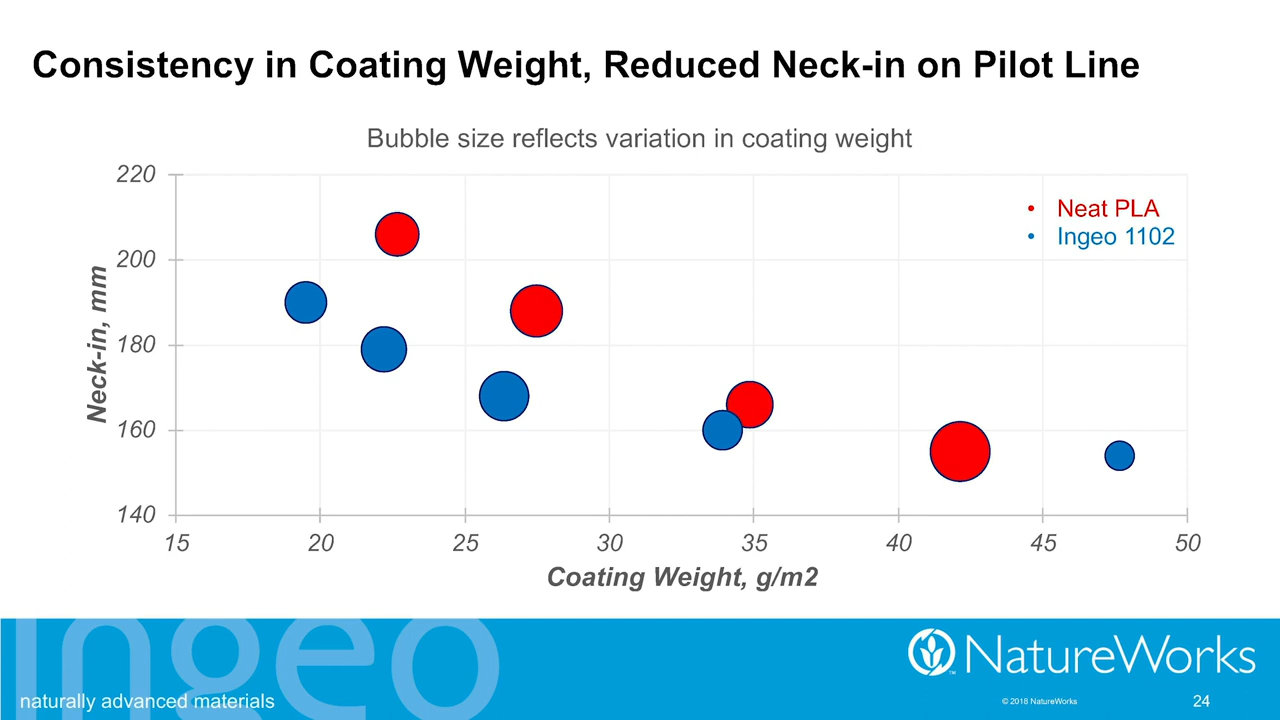 Consistency in Coating Weight, Reduced Neck-in on Pilot Line
Bubble size reflects variation in coating weight
220
200
180
160
140
Neck-in, mm
• Neat PLA
• Ingeo 1102
15 20 25 30 35 40 45 50
Coating Weight, g/m2
Ingeo
NatureWorks
TM
naturally advanced materials
© 2018 NatureWorks
24